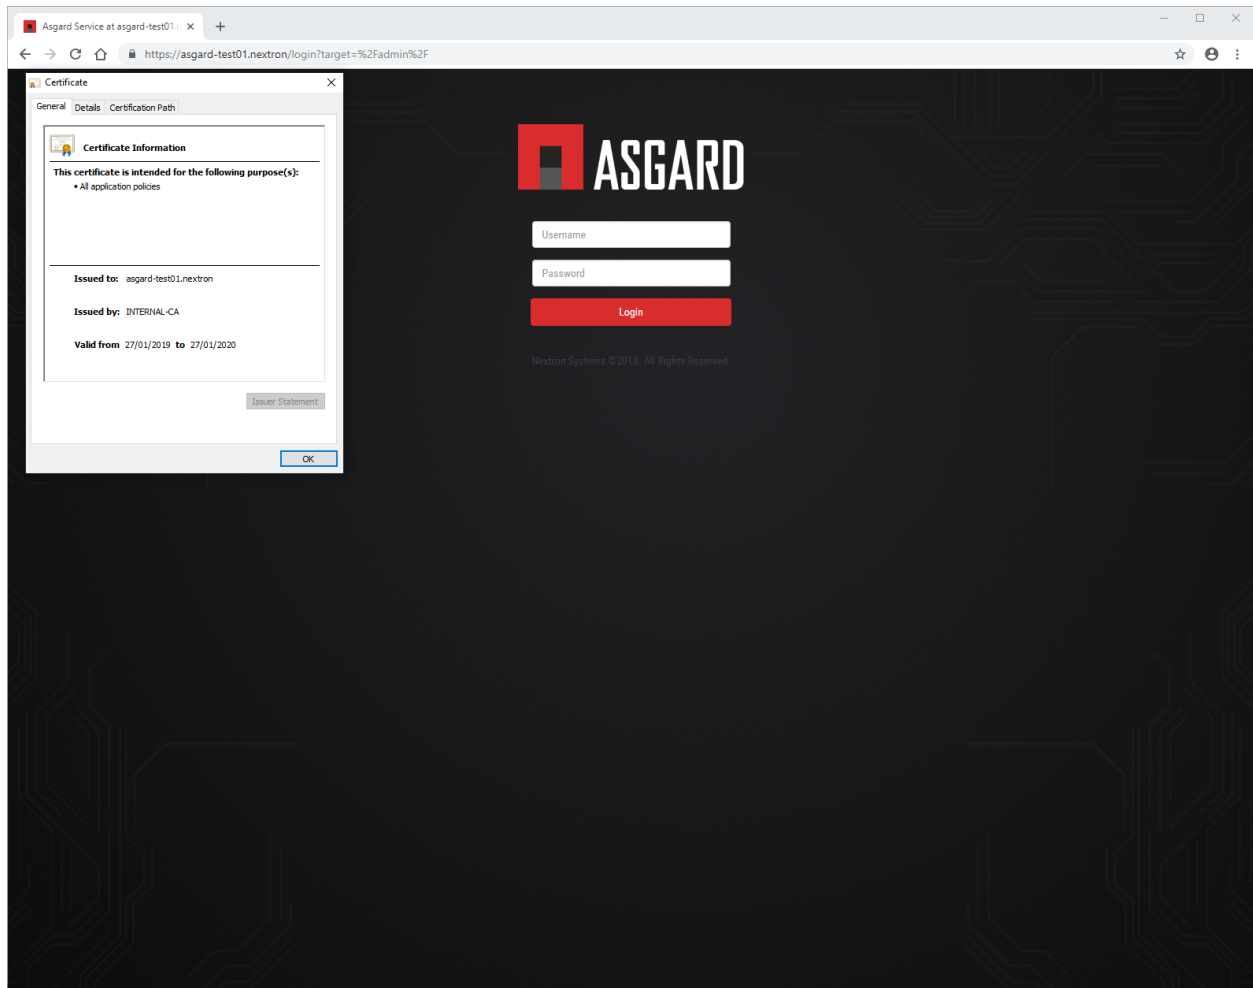 Asgard Service at asgard-test01.n
https://asgard-test01.nextron/login?target=%2Fadmin%2F
Certificate
General Details Certification Path
Certificate Information
This certificate is intended for the following purpose(s):
• All application policies
Issued to: asgard-test01.nextron
Issued by: INTERNAL-CA
Valid from 27/01/2019 to 27/01/2020
Issuer Statement
OK
ASGARD
Username
Password
Login
Nextron Systems ©2018. All Rights Reserved.